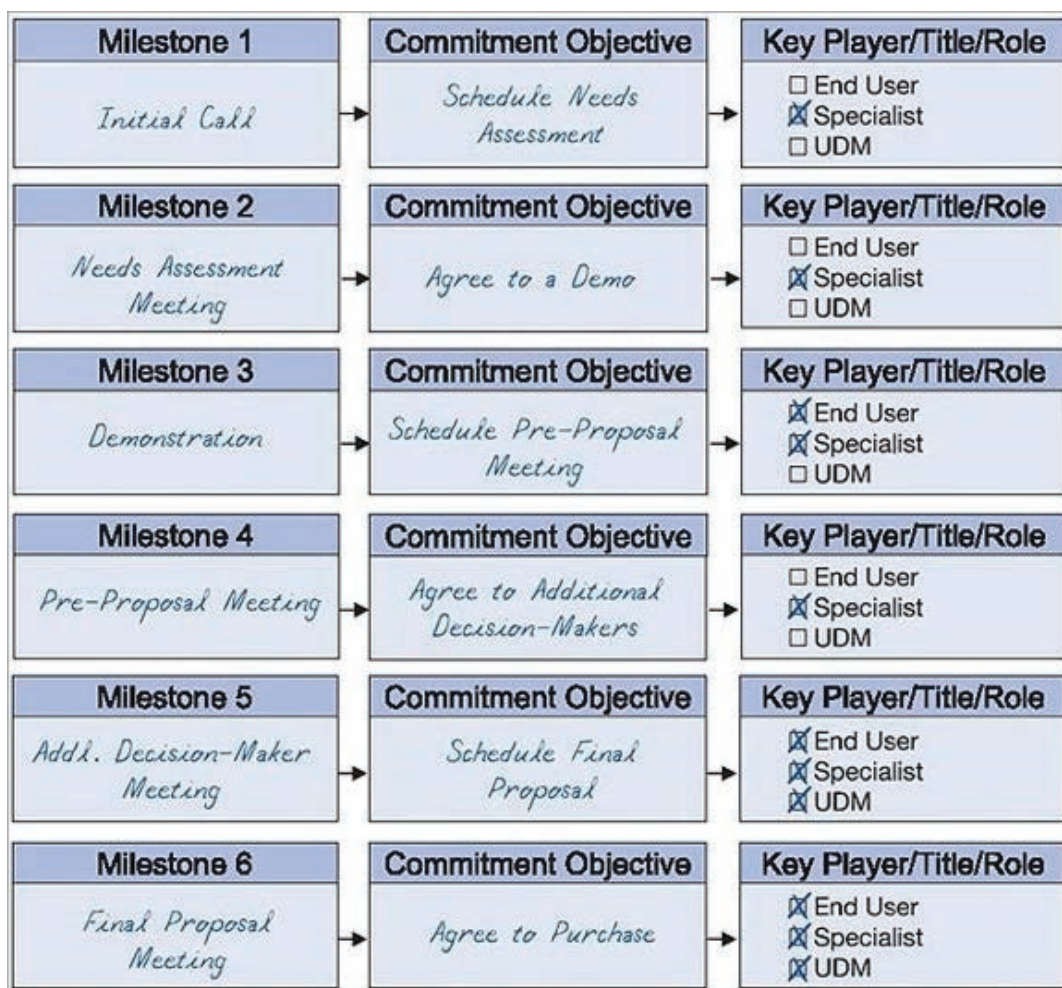 Milestone 1
Commitment Objective
Key Player/Title/Role
Initial Call
Schedule Needs
Assessment
End User
Specialist
UDM
Milestone 2
Commitment Objective
Key Player/Title/Role
Needs Assessment
Meeting
Agree to a Demo
End User
Specialist
UDM
Milestone 3
Commitment Objective
Key Player/Title/Role
Demonstration
Schedule Pre-Proposal
Meeting
End User
Specialist
UDM
Milestone 4
Commitment Objective
Key Player/Title/Role
Pre-Proposal Meeting
Agree to Additional
Decision-Makers
End User
Specialist
UDM
Milestone 5
Commitment Objective
Key Player/Title/Role
Addl. Decision-Maker
Meeting
Schedule Final
Proposal
End User
Specialist
UDM
Milestone 6
Commitment Objective
Key Player/Title/Role
Final Proposal
Meeting
Agree to Purchase
End User
Specialist
UDM